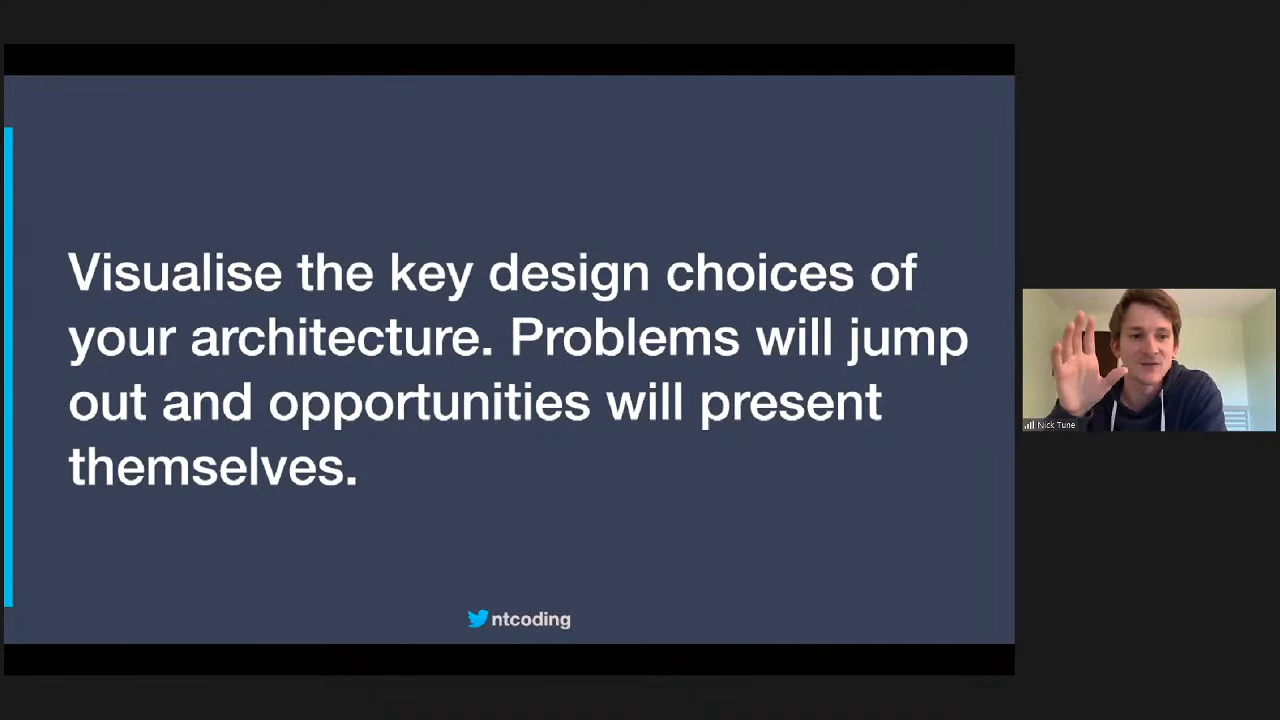 Visualise the key design choices of
your architecture. Problems will jump
out and opportunities will present
themselves.
ntcoding
Nick Tune